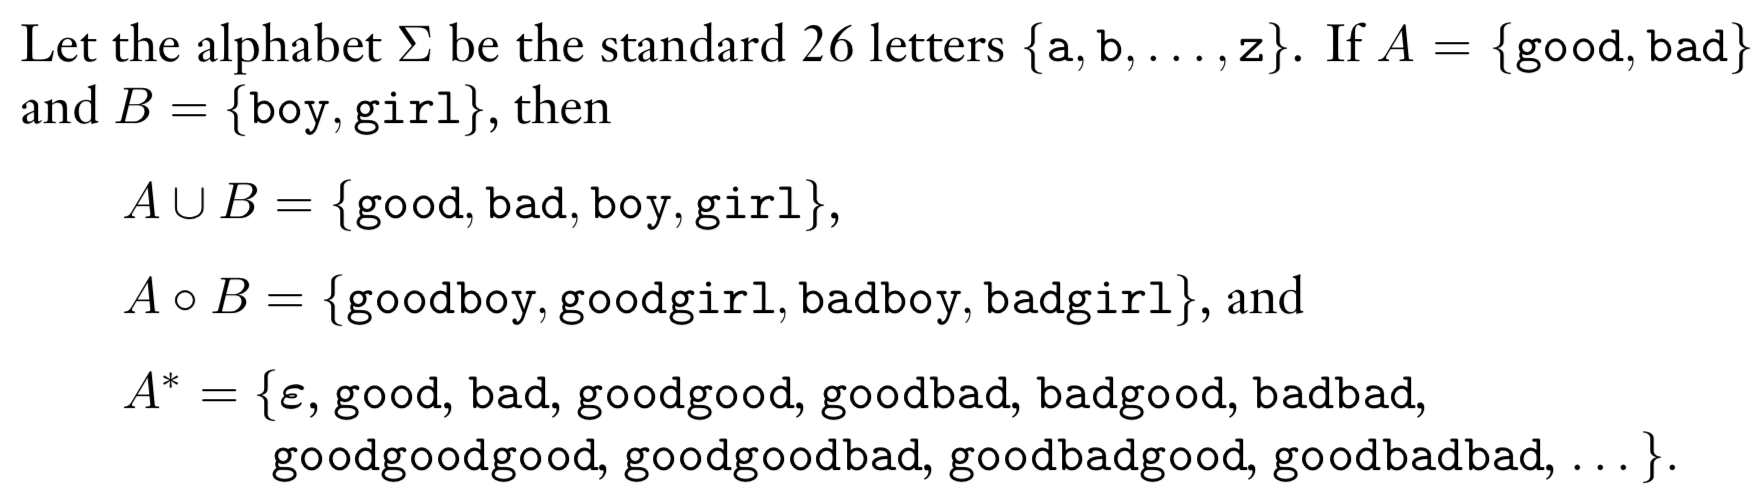 Let the alphabet Σ be the standard 26 letters {a, b, . . . , z}. If A = {good, bad}
and B = {boy, girl}, then
A ∪ B = {good, bad, boy, girl},
A ∘ B = {goodboy, goodgirl, badboy, badgirl}, and
A* = {ε, good, bad, goodgood, goodbad, badgood, badbad,
goodgoodgood, goodgoodbad, goodbadgood, goodbadbad, . . . }.